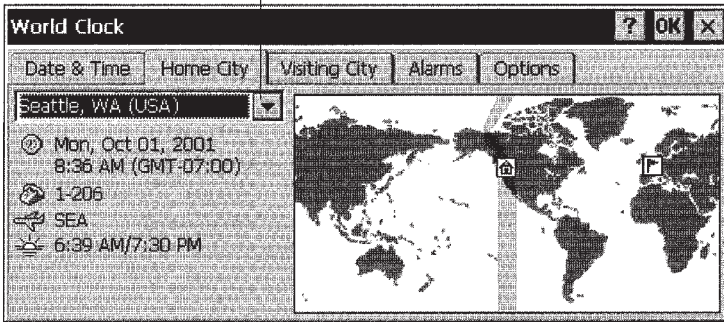 World Clock ? OK ×
Date & Time Home City Visiting City Alarms Options
Seattle, WA (USA)
Mon, Oct 01, 2001
8:36 AM (GMT-07:00)
1-206
SEA
6:39 AM/7:30 PM